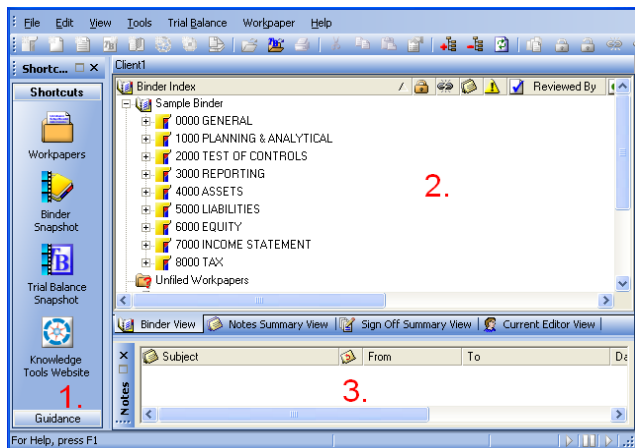 File Edit View Tools Trial Balance Workpaper Help
Shortc...
Client1
Shortcuts
Binder Index / Reviewed By
Sample Binder
0000 GENERAL
1000 PLANNING & ANALYTICAL
2000 TEST OF CONTROLS
3000 REPORTING
4000 ASSETS
5000 LIABILITIES
6000 EQUITY
7000 INCOME STATEMENT
8000 TAX
Unfiled Workpapers
2.
Workpapers
Binder
Snapshot
Trial Balance
Snapshot
Knowledge
Tools Website
1.
Guidance
Binder View Notes Summary View Sign Off Summary View Current Editor View
Notes
Subject From To Da
3.
For Help, press F1